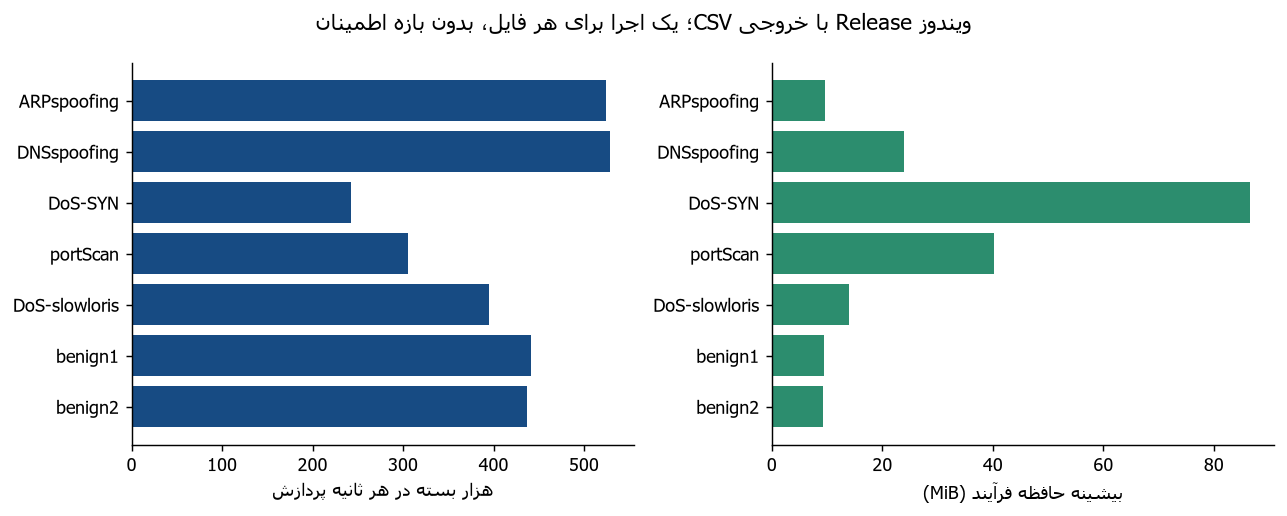 ویندوز Release با خروجی CSV؛ یک اجرا برای هر فایل، بدون بازه اطمینان
ARPspoofing
DNSspoofing
DoS-SYN
portScan
DoS-slowloris
benign1
benign2
0 100 200 300 400 500
هزار بسته در هر ثانیه پردازش
ARPspoofing
DNSspoofing
DoS-SYN
portScan
DoS-slowloris
benign1
benign2
0 20 40 60 80
بیشینه حافظه فرآیند (MiB)